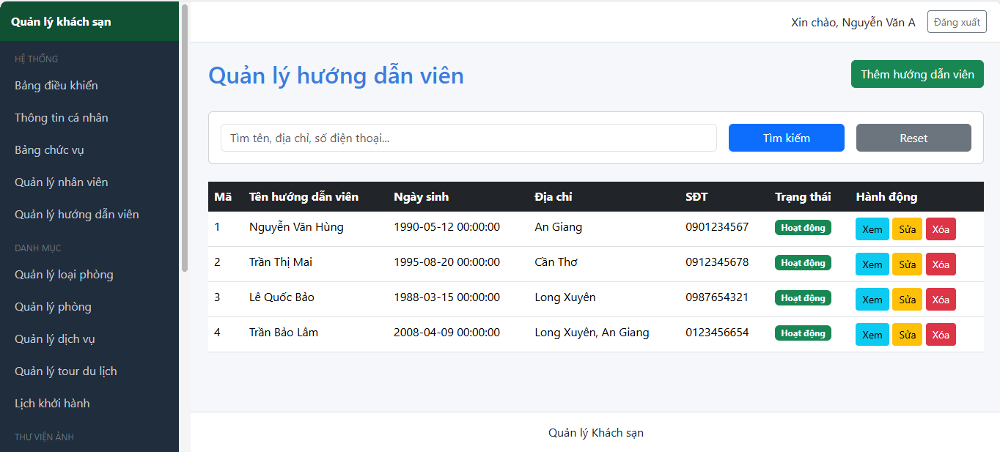 Quản lý khách sạn
Xin chào, Nguyễn Văn A Đăng xuất
HỆ THỐNG
Bảng điều khiển
Thông tin cá nhân
Bảng chức vụ
Quản lý nhân viên
Quản lý hướng dẫn viên
DANH MỤC
Quản lý loại phòng
Quản lý phòng
Quản lý dịch vụ
Quản lý tour du lịch
Lịch khởi hành
THƯ VIỆN ẢNH
Quản lý hướng dẫn viên Thêm hướng dẫn viên
Tìm tên, địa chỉ, số điện thoại... Tìm kiếm Reset
Mã Tên hướng dẫn viên Ngày sinh Địa chỉ SĐT Trạng thái Hành động
1 Nguyễn Văn Hùng 1990-05-12 00:00:00 An Giang 0901234567 Hoạt động Xem Sửa Xóa
2 Trần Thị Mai 1995-08-20 00:00:00 Cần Thơ 0912345678 Hoạt động Xem Sửa Xóa
3 Lê Quốc Bảo 1988-03-15 00:00:00 Long Xuyên 0987654321 Hoạt động Xem Sửa Xóa
4 Trần Bảo Lâm 2008-04-09 00:00:00 Long Xuyên, An Giang 0123456654 Hoạt động Xem Sửa Xóa
Quản lý Khách sạn